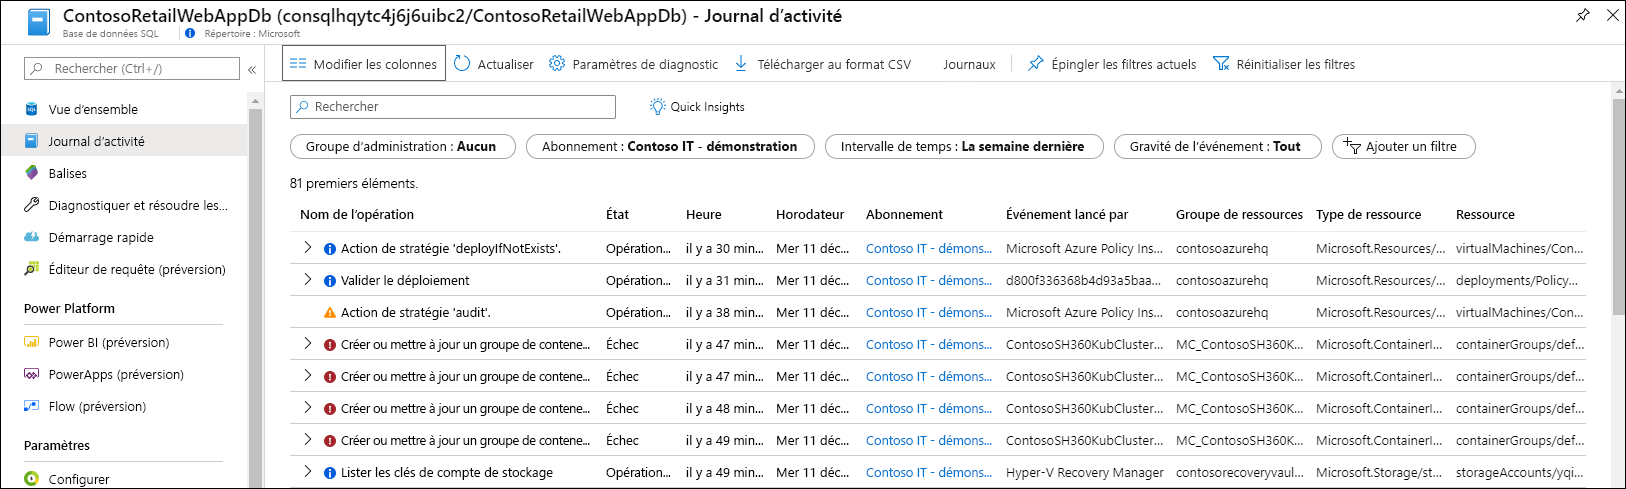 ContosoRetailWebAppDb (consqlhqytc4j6j6uibc2/ContosoRetailWebAppDb) - Journal d'activité
Base de données SQL
Répertoire : Microsoft
Rechercher (Ctrl+/)
Vue d'ensemble
Journal d'activité
Balises
Diagnostiquer et résoudre les...
Démarrage rapide
Éditeur de requête (préversion)
Power Platform
Power BI (préversion)
PowerApps (préversion)
Flow (préversion)
Paramètres
Configurer
Modifier les colonnes Actualiser Paramètres de diagnostic Télécharger au format CSV Journaux Épingler les filtres actuels Réinitialiser les filtres
Rechercher Quick Insights
Groupe d'administration : Aucun Abonnement : Contoso IT - démonstration Intervalle de temps : La semaine dernière Gravité de l'événement : Tout Ajouter un filtre
81 premiers éléments.
Nom de l'opération État Heure Horodateur Abonnement Événement lancé par Groupe de ressources Type de ressource Ressource
Action de stratégie 'deployIfNotExists'. Opération... il y a 30 min... Mer 11 déc... Contoso IT - démons... Microsoft Azure Policy Ins... contosoazurehq Microsoft.Resources/... virtualMachines/Con...
Valider le déploiement Opération... il y a 31 min... Mer 11 déc... Contoso IT - démons... d800f336368b4d93a5baa... contosoazurehq Microsoft.Resources/... deployments/Policy...
Action de stratégie 'audit'. Opération... il y a 38 min... Mer 11 déc... Contoso IT - démons... Microsoft Azure Policy Ins... contosoazurehq Microsoft.Resources/... virtualMachines/Con...
Créer ou mettre à jour un groupe de contene... Échec il y a 47 min... Mer 11 déc... Contoso IT - démons... ContosoSH360KubCluster... MC_ContosoSH360K... Microsoft.ContainerI... containerGroups/def...
Créer ou mettre à jour un groupe de contene... Échec il y a 47 min... Mer 11 déc... Contoso IT - démons... ContosoSH360KubCluster... MC_ContosoSH360K... Microsoft.ContainerI... containerGroups/def...
Créer ou mettre à jour un groupe de contene... Échec il y a 48 min... Mer 11 déc... Contoso IT - démons... ContosoSH360KubCluster... MC_ContosoSH360K... Microsoft.ContainerI... containerGroups/def...
Créer ou mettre à jour un groupe de contene... Échec il y a 49 min... Mer 11 déc... Contoso IT - démons... ContosoSH360KubCluster... MC_ContosoSH360K... Microsoft.ContainerI... containerGroups/def...
Lister les clés de compte de stockage Opération... il y a 49 min... Mer 11 déc... Contoso IT - démons... Hyper-V Recovery Manager contosorecoveryvaul... Microsoft.Storage/st... storageAccounts/yqi...